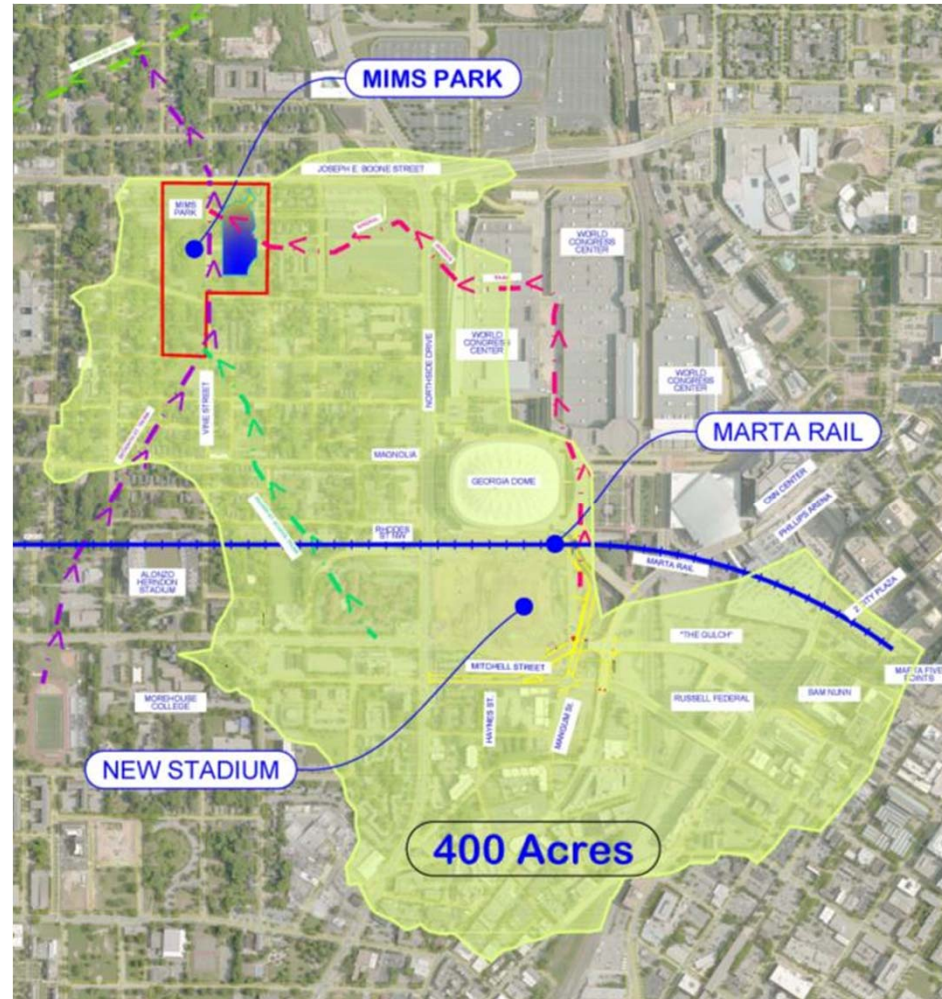 MIMS PARK
JOSEPH E. BOONE STREET
MIMS
PARK
WORLD
CONGRESS
CENTER
WORLD
CONGRESS
CENTER
NORTHSIDE DRIVE
WORLD
CONGRESS
CENTER
VINE STREET
MARTA RAIL
MAGNOLIA
GEORGIA DOME
CNN CENTER
PHILLIPS ARENA
RHODES
ST NW
MARTA RAIL
ALONZO
HERNDON
STADIUM
CITY PLAZA
"THE GULCH"
MITCHELL STREET
MARTA FIVE
POINTS
MOREHOUSE
COLLEGE
HAYNES ST.
MANGUM St.
RUSSELL FEDERAL
SAM NUNN
NEW STADIUM
400 Acres